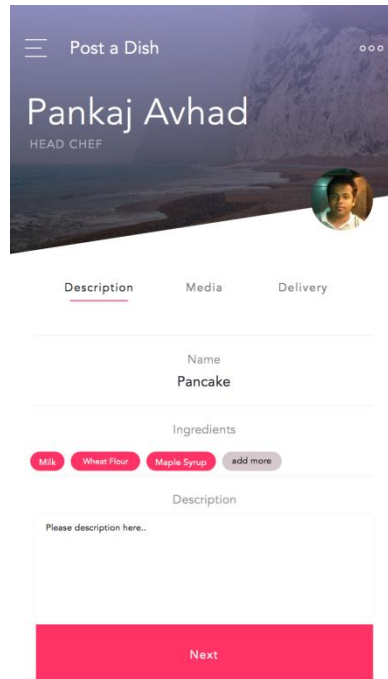 Post a Dish
Pankaj Avhad
HEAD CHEF
Description Media Delivery
Name
Pancake
Ingredients
Milk Wheat Flour Maple Syrup add more
Description
Please description here..
Next